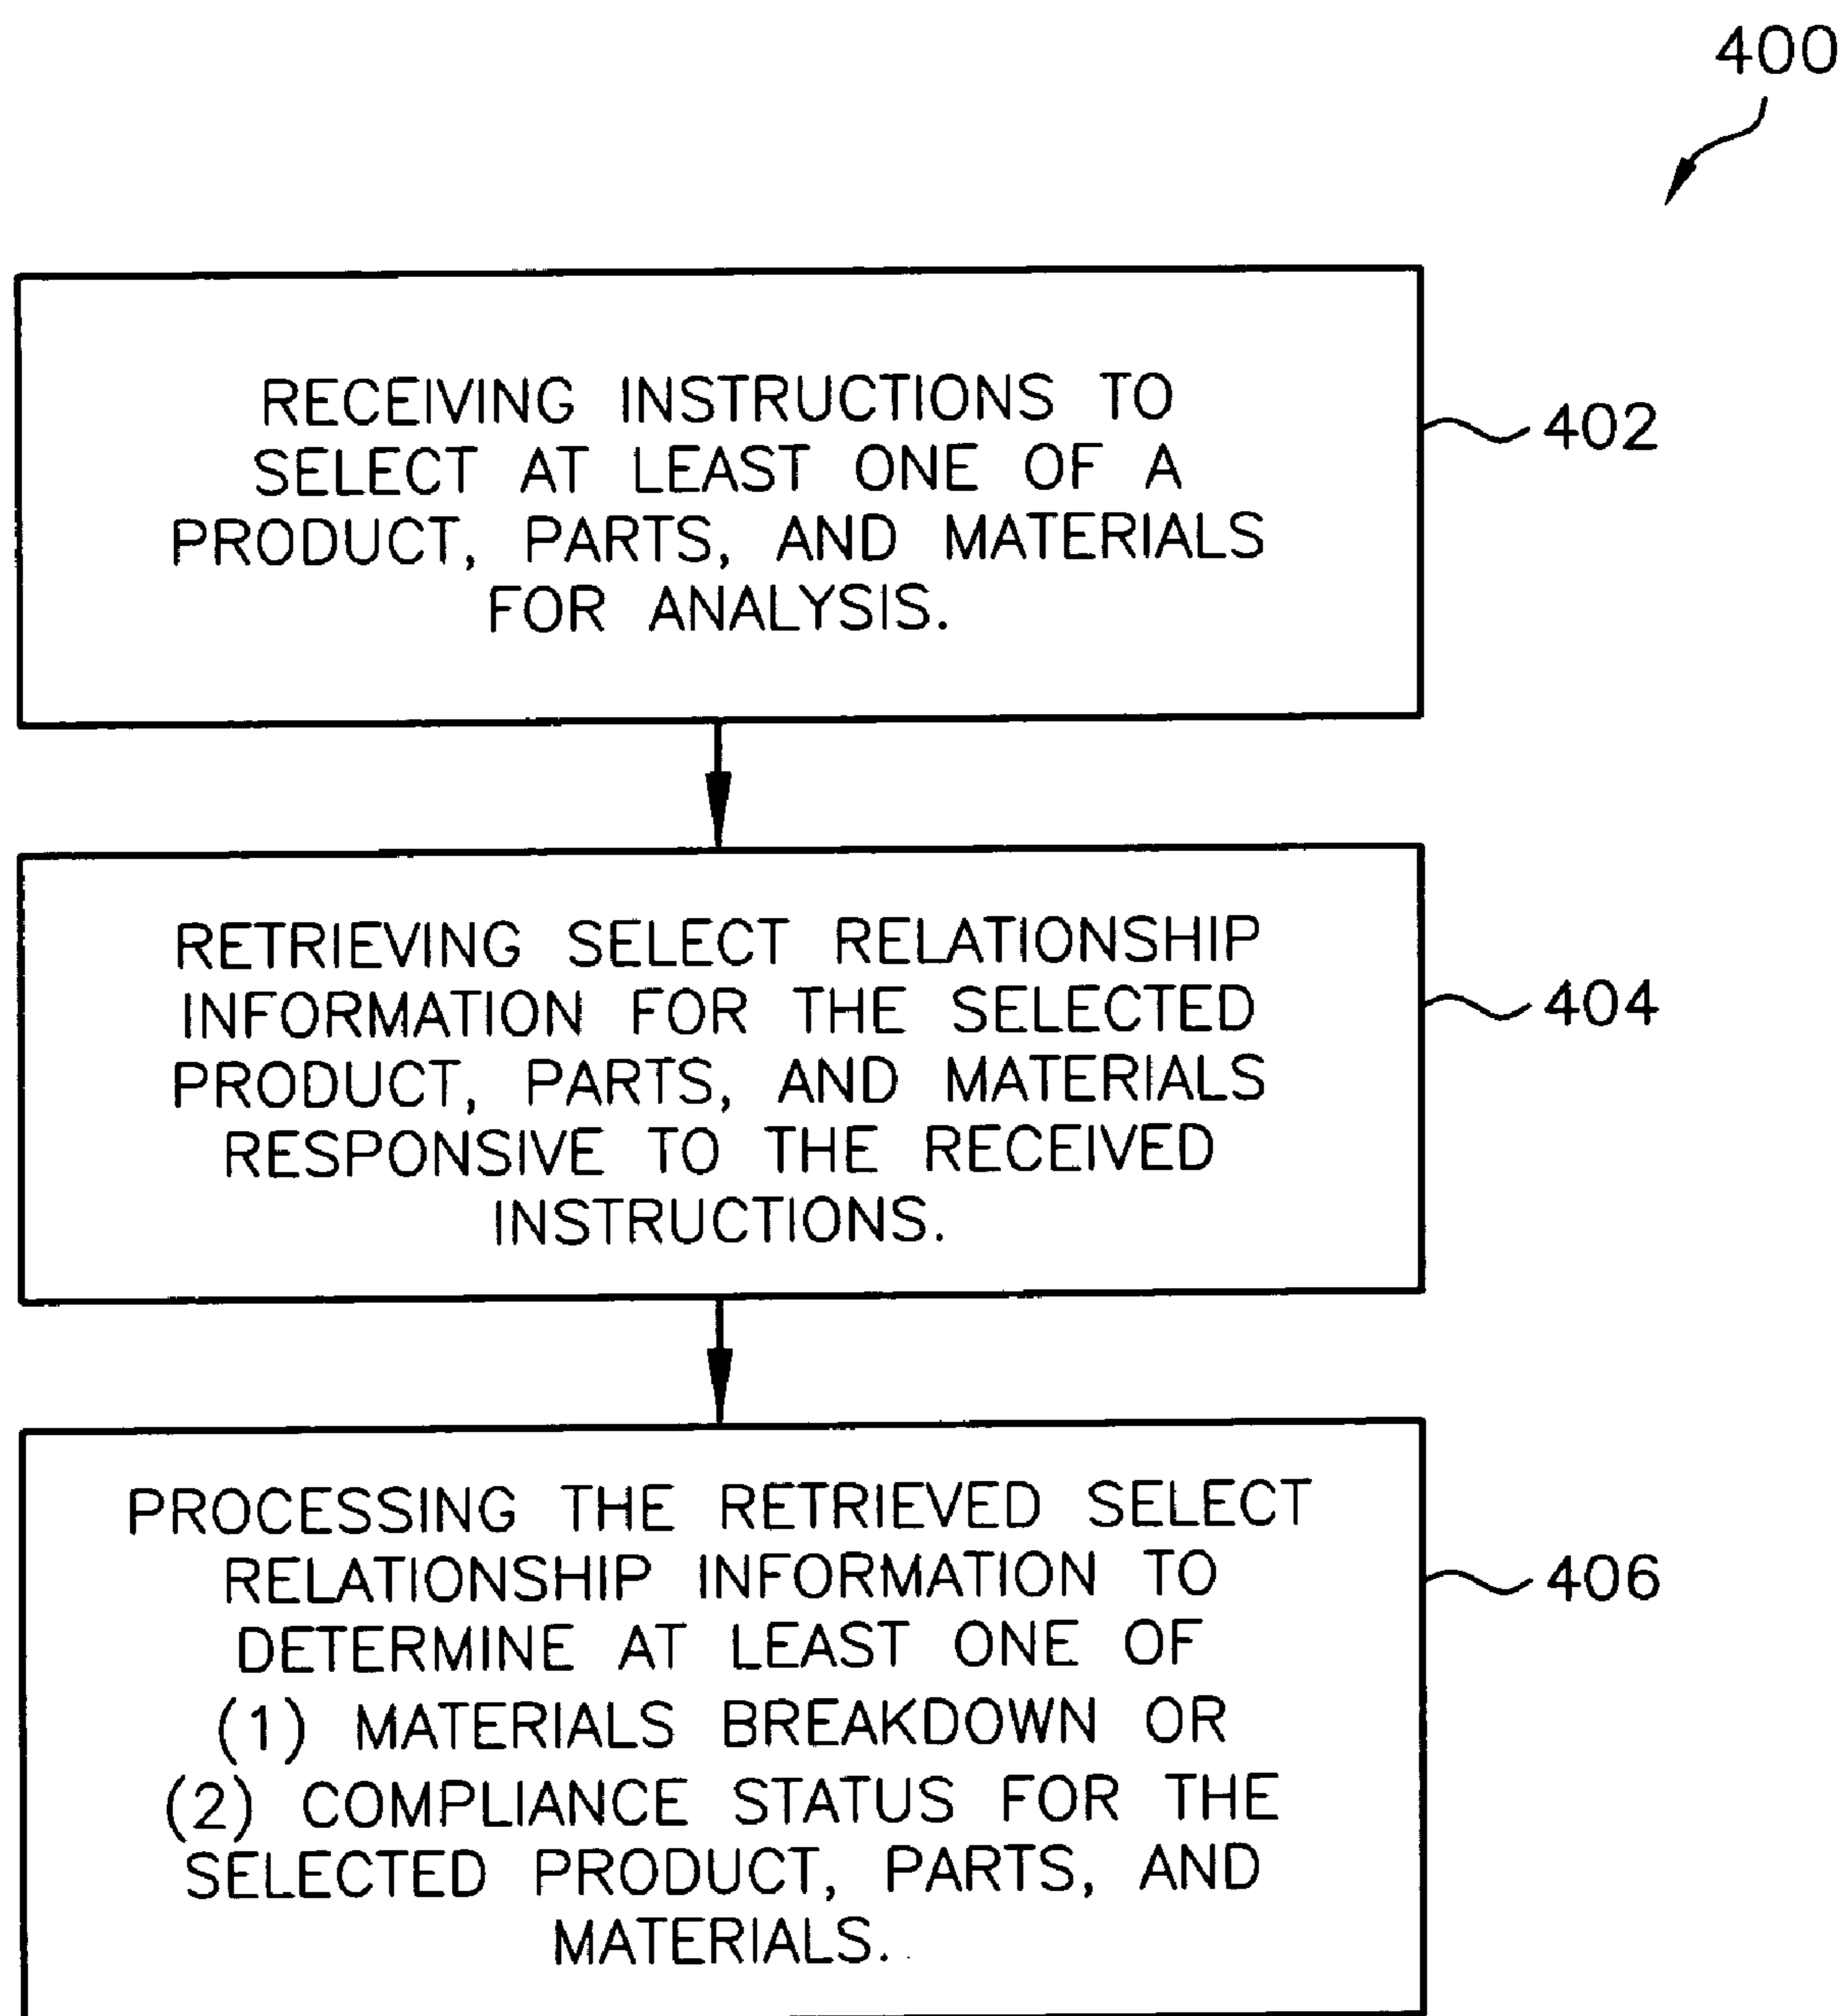 400
RECEIVING INSTRUCTIONS TO
SELECT AT LEAST ONE OF A
PRODUCT, PARTS, AND MATERIALS
FOR ANALYSIS.
402
RETRIEVING SELECT RELATIONSHIP
INFORMATION FOR THE SELECTED
PRODUCT, PARTS, AND MATERIALS
RESPONSIVE TO THE RECEIVED
INSTRUCTIONS.
404
PROCESSING THE RETRIEVED SELECT
RELATIONSHIP INFORMATION TO
DETERMINE AT LEAST ONE OF
(1) MATERIALS BREAKDOWN OR
(2) COMPLIANCE STATUS FOR THE
SELECTED PRODUCT, PARTS, AND
MATERIALS.
406